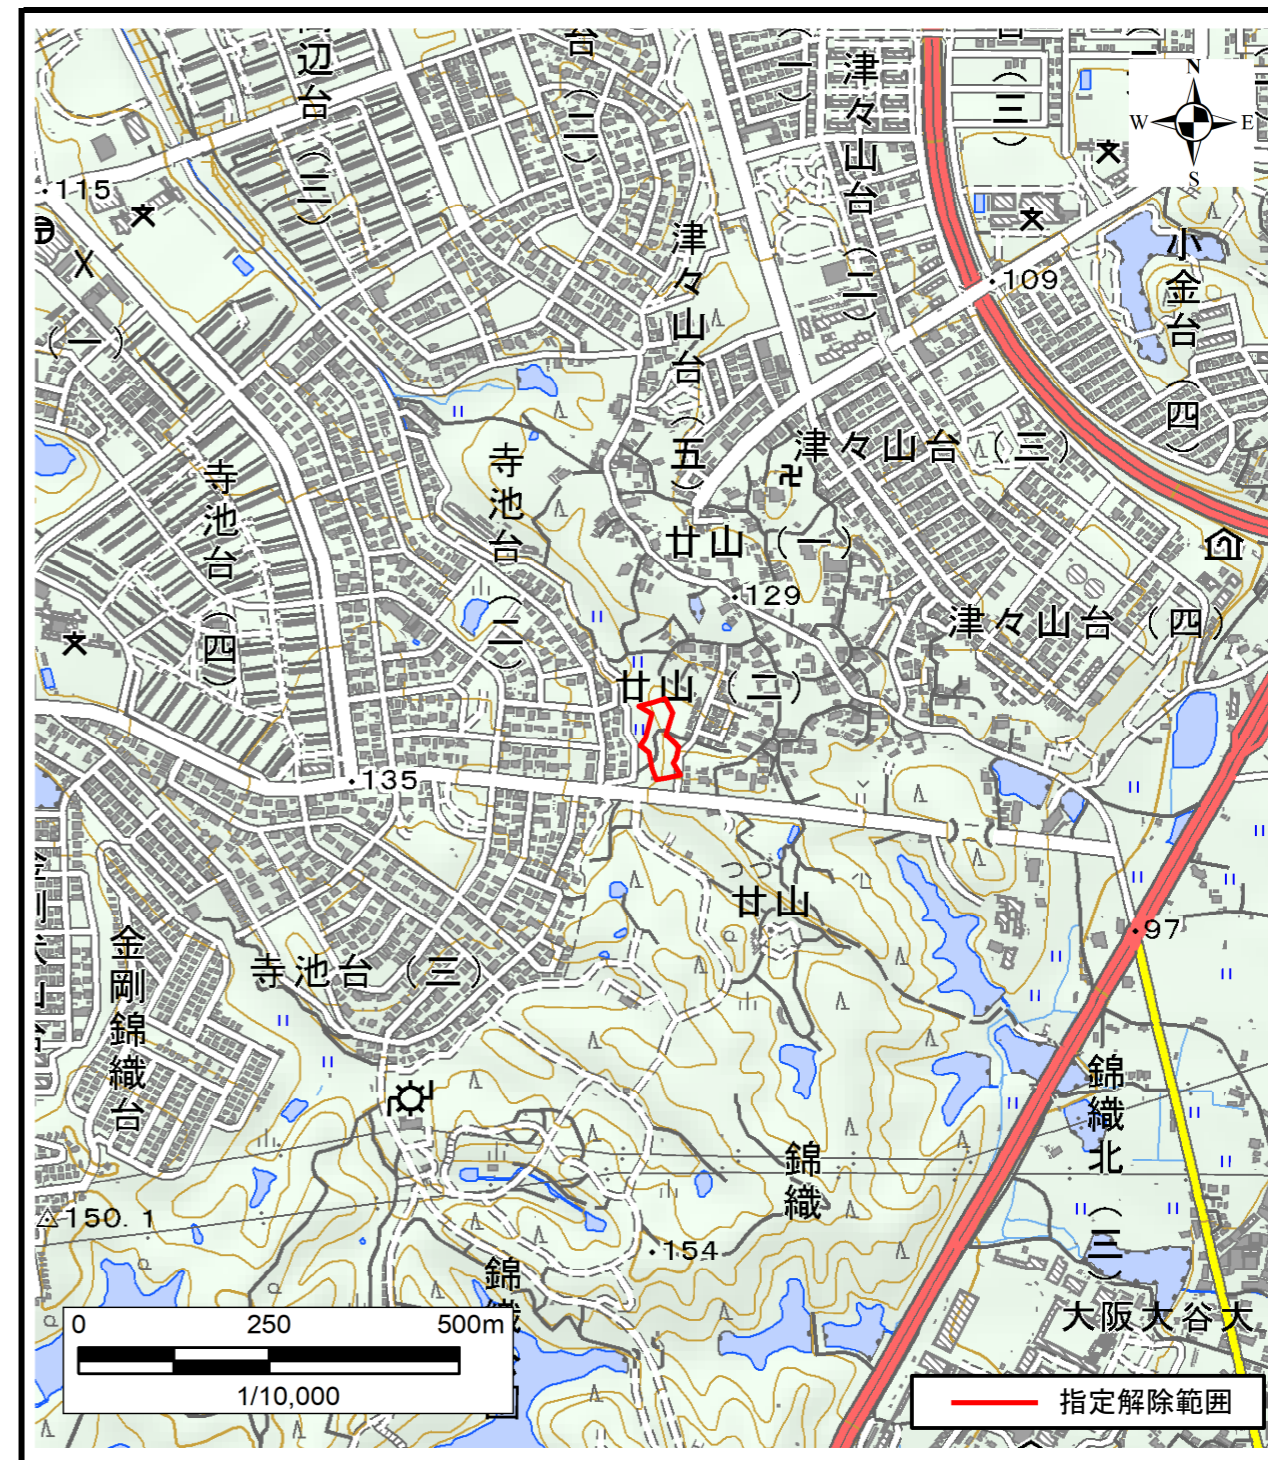 辺台（三）
台（二）
（一）
津々山台（二）
台（三）
N
W
E
S
115
（一）
津々山台（五）
109
小金台（四）
寺池台（四）
寺池台（二）
津々山台（三）
廿山（一）
129
津々山台（四）
廿山（二）
135
つづ
廿山
97
金剛錦織台
寺池台（三）
錦織北（三）
錦織
150.1
154
錦織
大阪大谷大
0
250
500m
1/10,000
指定解除範囲